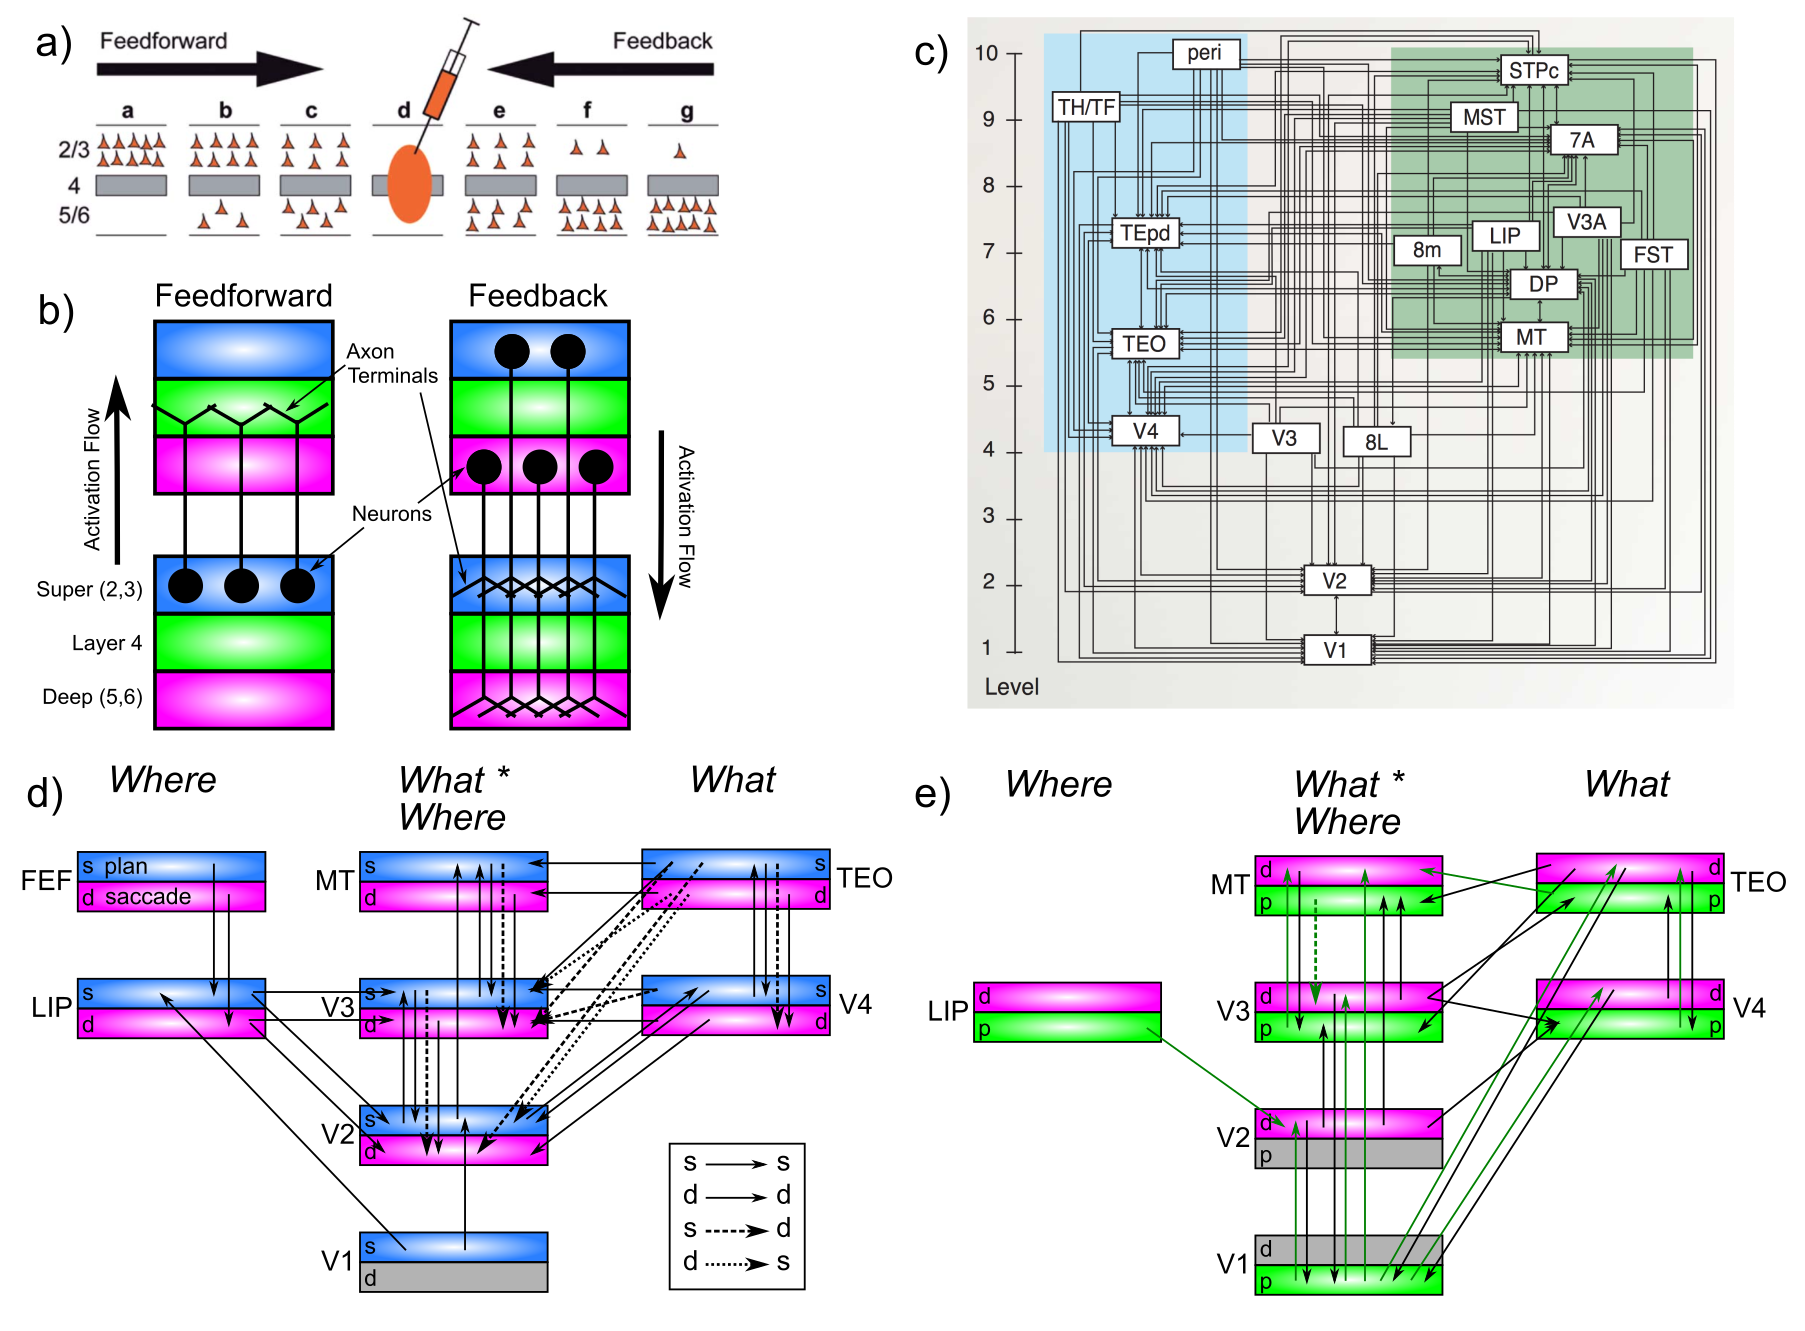 a)
Feedforward
Feedback
a b c d e f g
2/3
4
5/6
b)
Feedforward
Feedback
Axon
Terminals
Activation Flow
Activation Flow
Neurons
Super (2,3)
Layer 4
Deep (5,6)
c)
10
9
8
7
6
5
4
3
2
1
Level
peri
STPc
TH/TF
MST
7A
TEpd
8m
LIP
V3A
FST
DP
TEO
MT
V4
V3
8L
V2
V1
d)
Where
What *
Where
What
FEF
s plan
d saccade
MT
s
d
s
d
TEO
LIP
s
d
V3
s
d
s
d
V4
V2
s
d
V1
s
d
s s
d d
s d
d s
e)
Where
What *
Where
What
MT
d
p
d
p
TEO
LIP
d
p
V3
d
p
d
p
V4
V2
d
p
V1
d
p